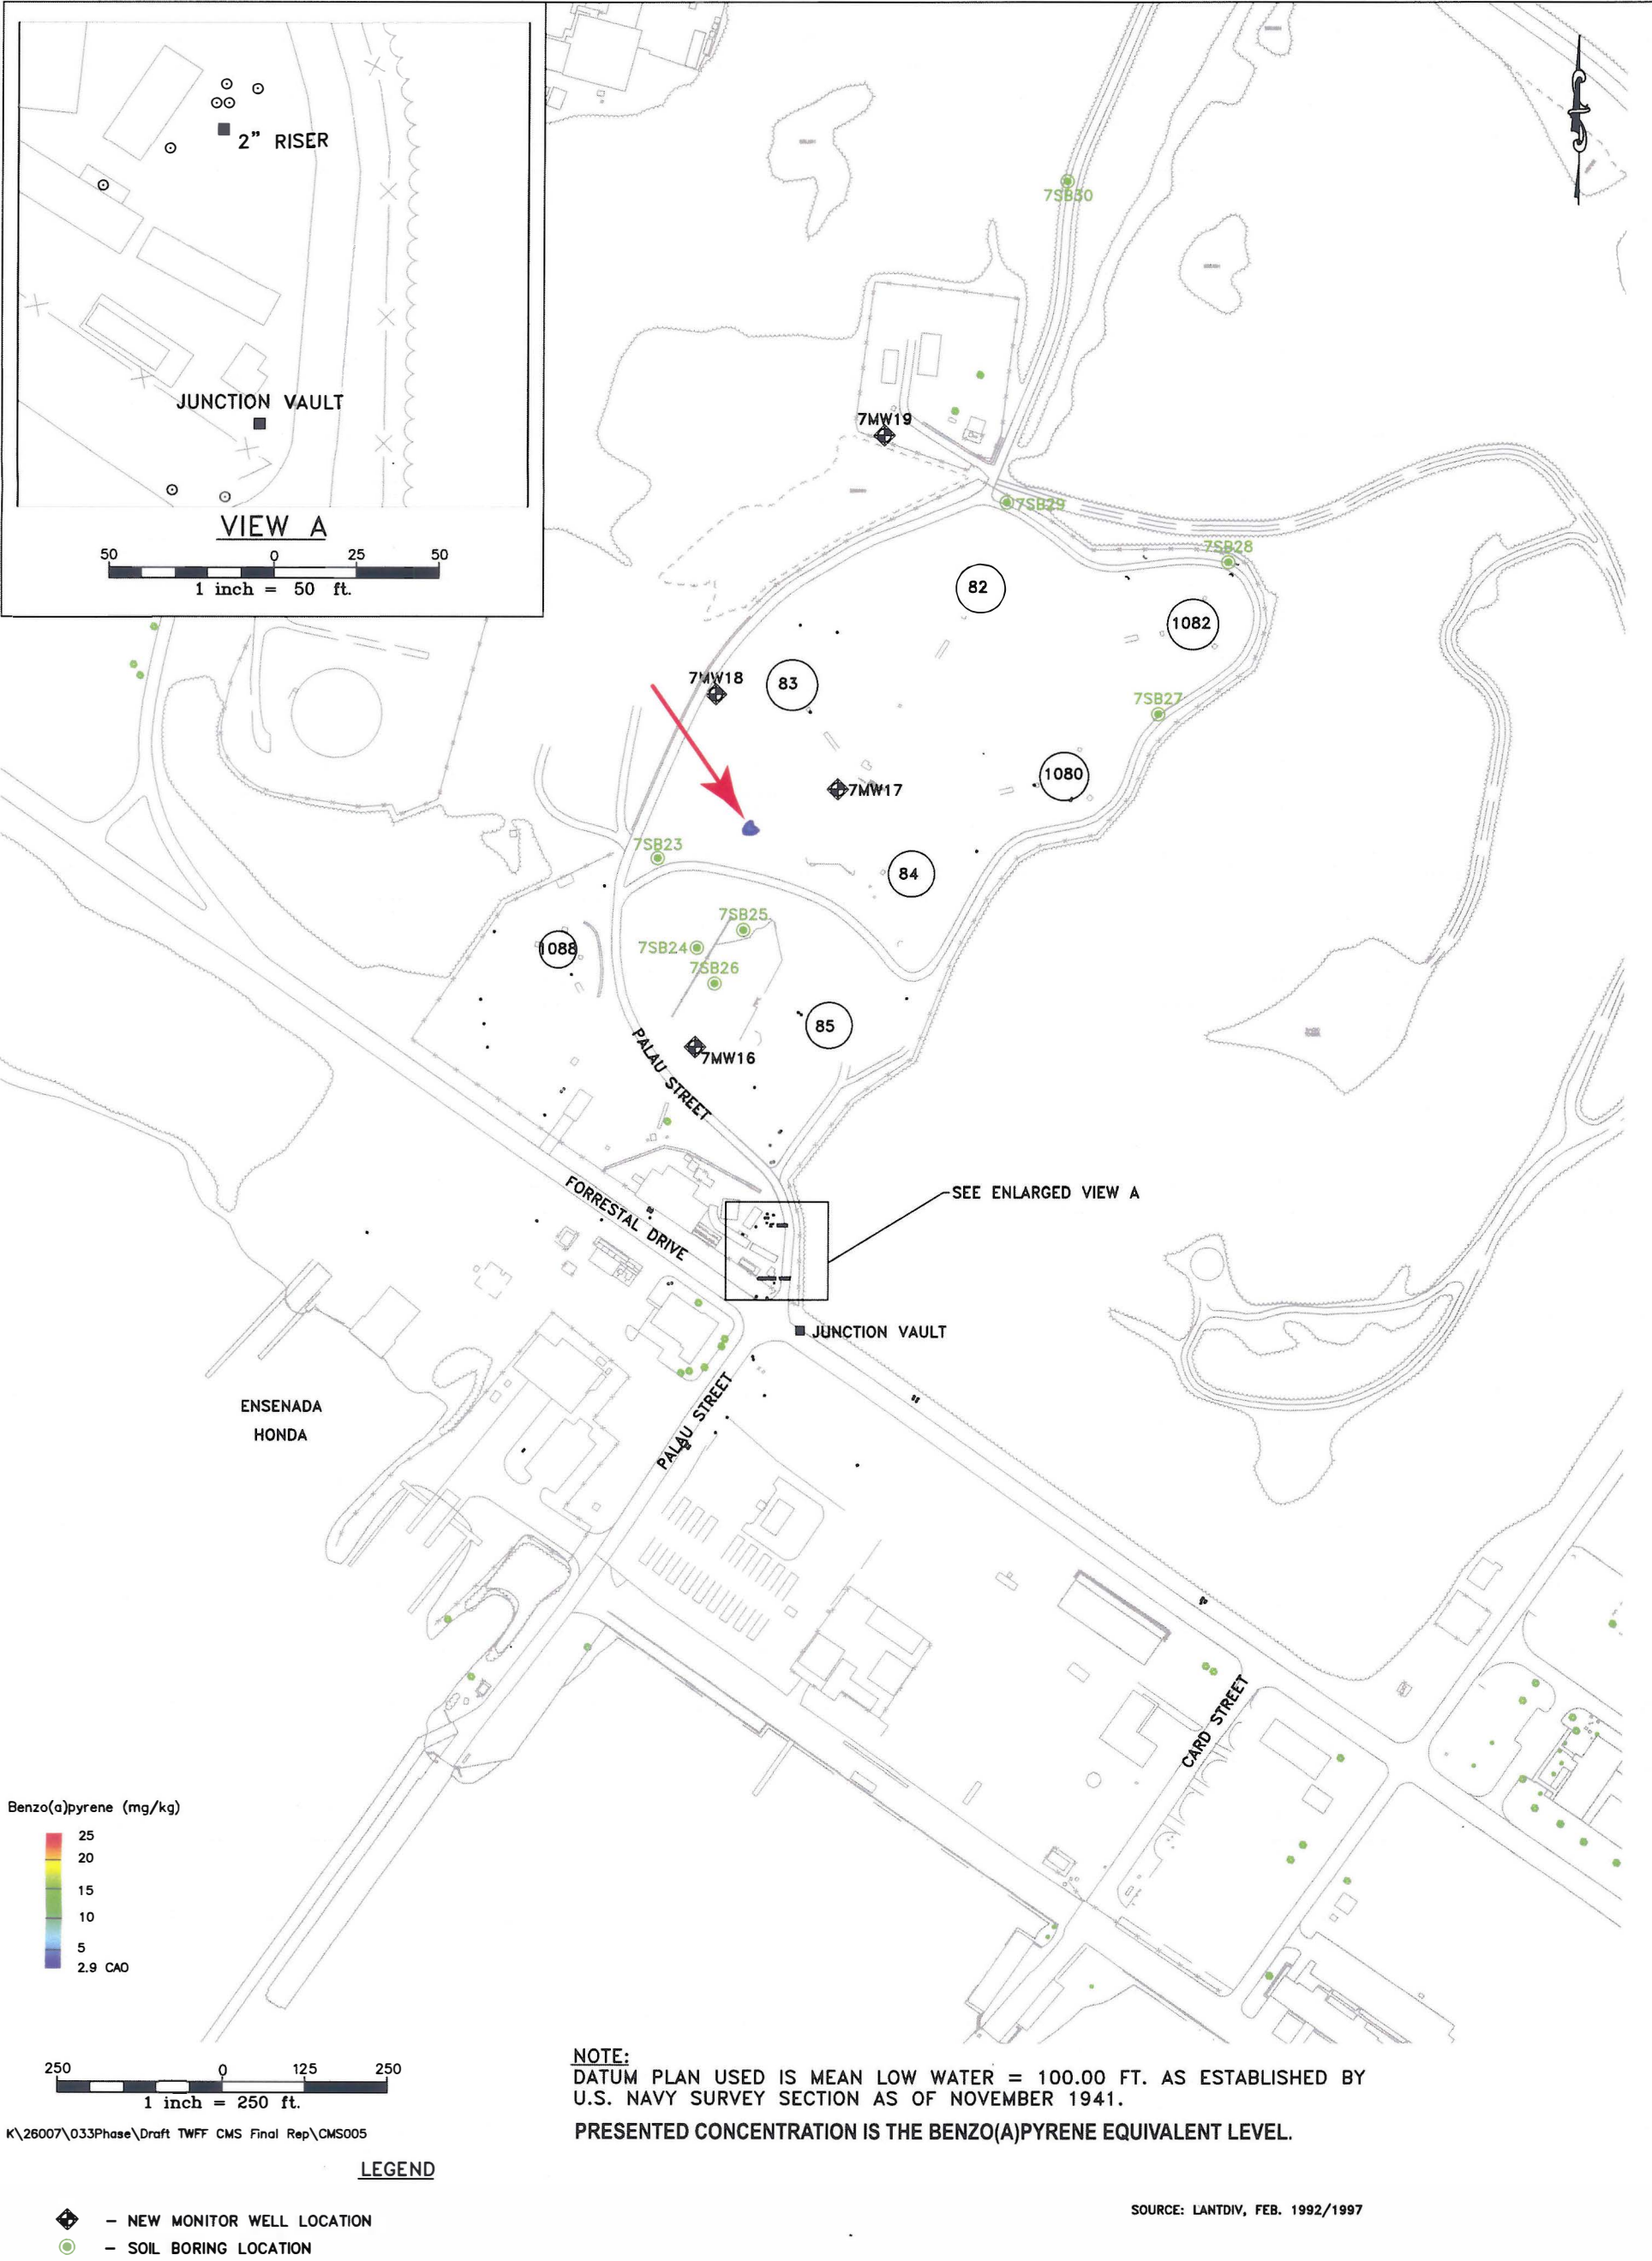 2" RISER
JUNCTION VAULT
VIEW A
50 0 25 50
1 inch = 50 ft.
7SB30
7MW19
7SB29
7SB28
82
1082
7MW18
83
7SB27
1080
7MW17
7SB23
84
7SB25
1088
7SB24
7SB26
85
7MW16
PALAU STREET
FORRESTAL DRIVE
SEE ENLARGED VIEW A
JUNCTION VAULT
ENSENADA
HONDA
PALAU STREET
CARD STREET
Benzo(a)pyrene (mg/kg)
25
20
15
10
5
2.9 CAO
250 0 125 250
1 inch = 250 ft.
K\26007\033Phase\Draft TWFF CMS Final Rep\CMS005
NOTE:
DATUM PLAN USED IS MEAN LOW WATER = 100.00 FT. AS ESTABLISHED BY
U.S. NAVY SURVEY SECTION AS OF NOVEMBER 1941.
PRESENTED CONCENTRATION IS THE BENZO(A)PYRENE EQUIVALENT LEVEL.
LEGEND
- NEW MONITOR WELL LOCATION
- SOIL BORING LOCATION
SOURCE: LANTDIV, FEB. 1992/1997